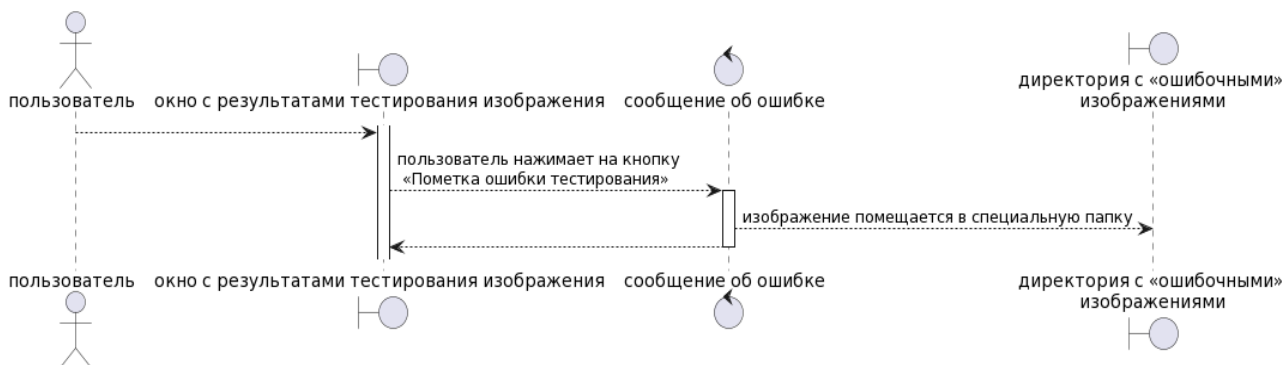 пользователь
окно с результатами тестирования изображения
сообщение об ошибке
директория с «ошибочными»
изображениями
пользователь нажимает на кнопку
«Пометка ошибки тестирования»
изображение помещается в специальную папку
пользователь
окно с результатами тестирования изображения
сообщение об ошибке
директория с «ошибочными»
изображениями